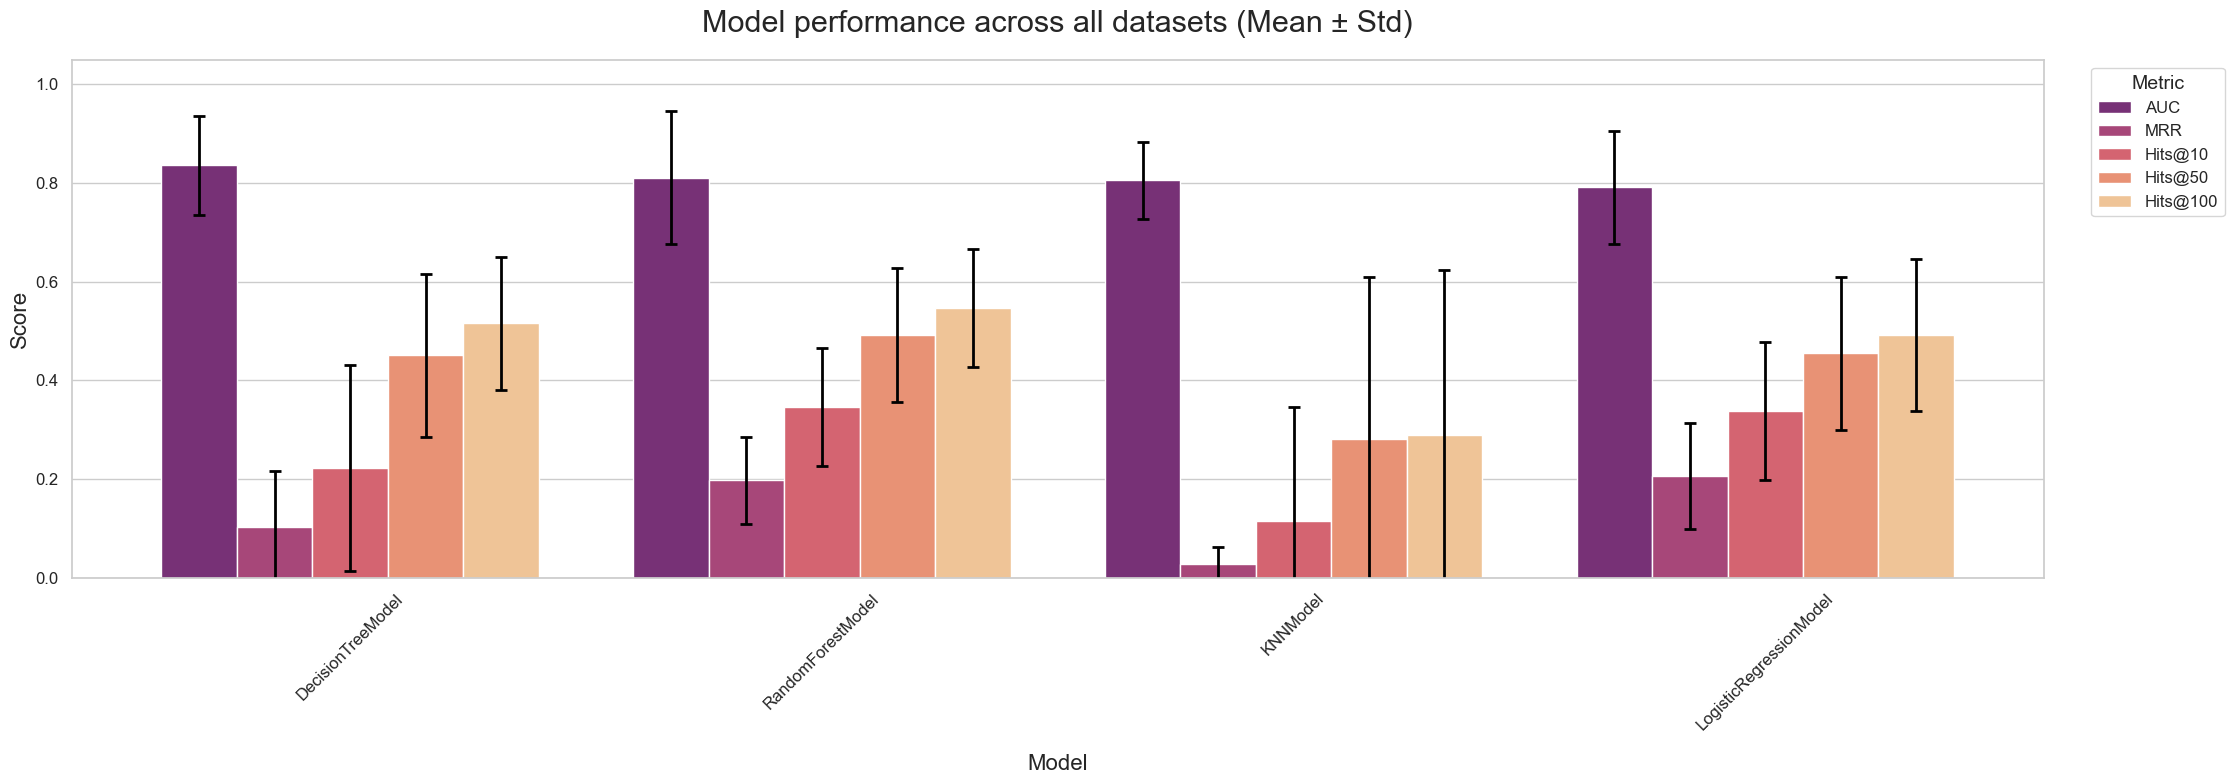 Model performance across all datasets (Mean ± Std)
Metric
AUC
MRR
Hits@10
Hits@50
Hits@100
Score
1.0
0.8
0.6
0.4
0.2
0.0
DecisionTreeModel
RandomForestModel
KNNModel
LogisticRegressionModel
Model